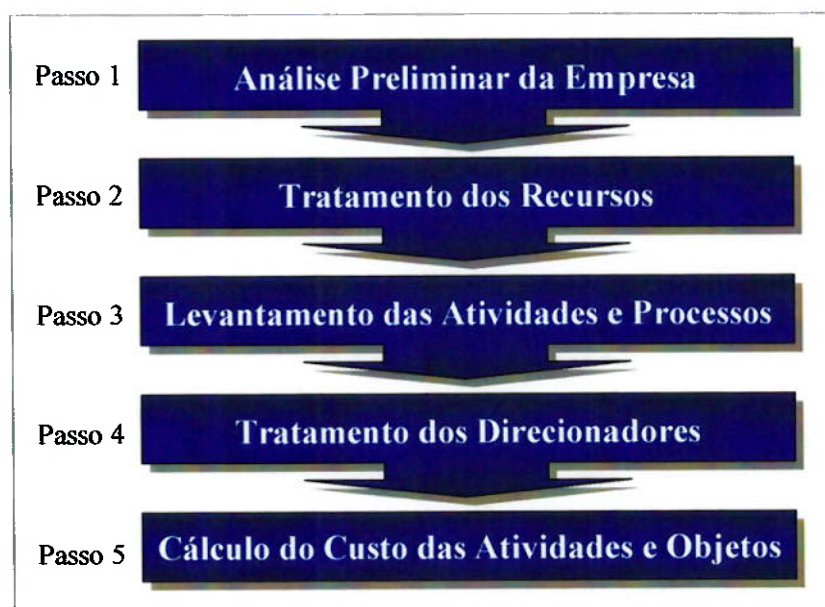 Passo 1 Análise Preliminar da Empresa
Passo 2 Tratamento dos Recursos
Passo 3 Levantamento das Atividades e Processos
Passo 4 Tratamento dos Direcionadores
Passo 5 Cálculo do Custo das Atividades e Objetos